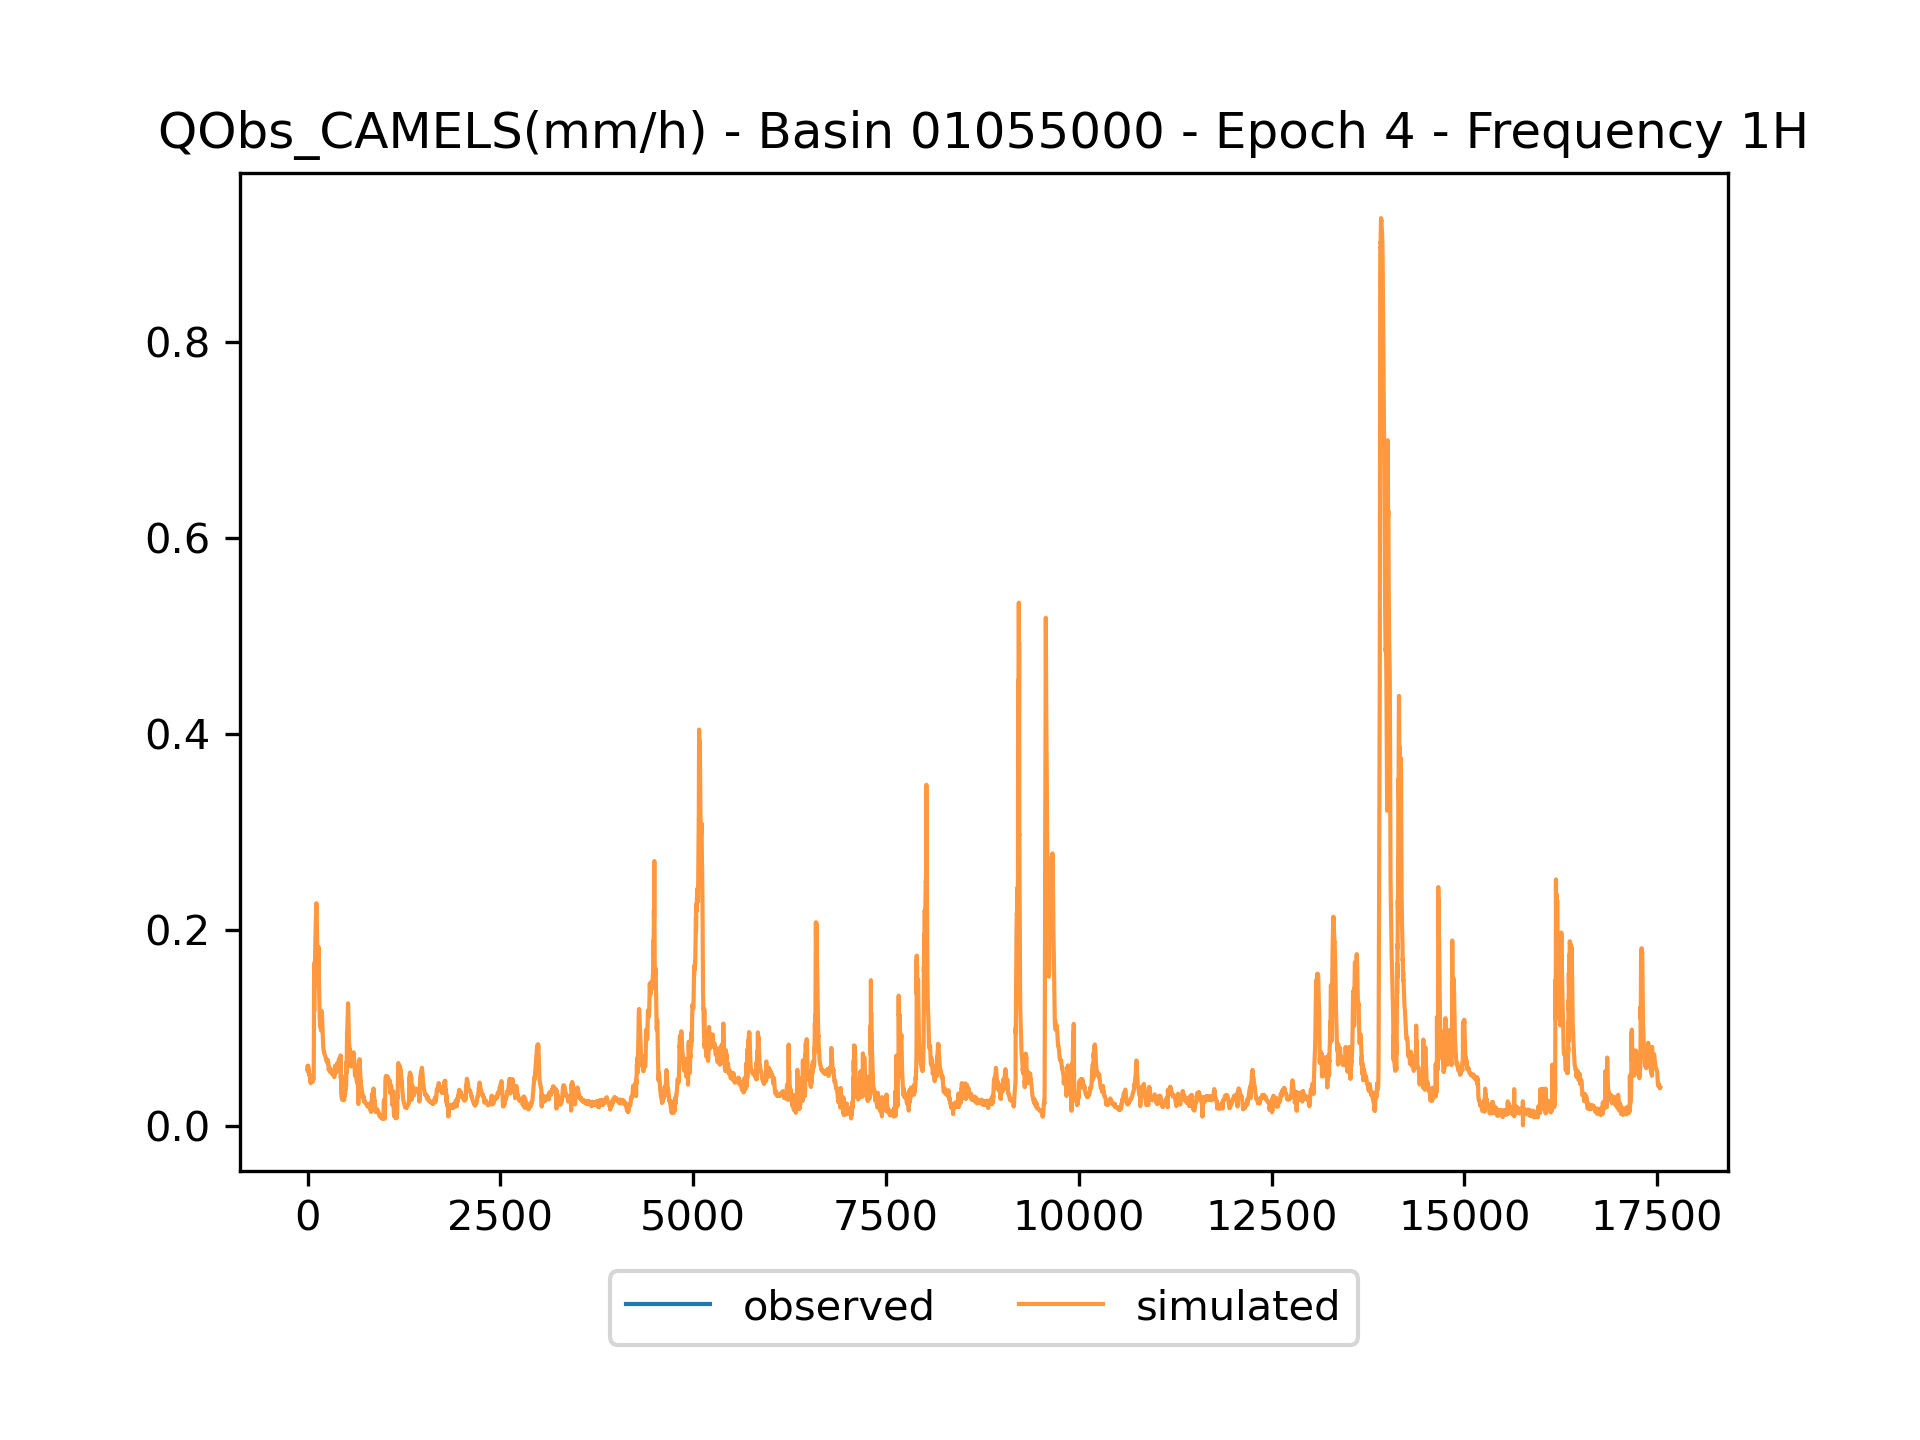 QObs_CAMELS(mm/h) - Basin 01055000 - Epoch 4 - Frequency 1H
0.8
0.6
0.4
0.2
0.0
0 2500 5000 7500 10000 12500 15000 17500
observed simulated